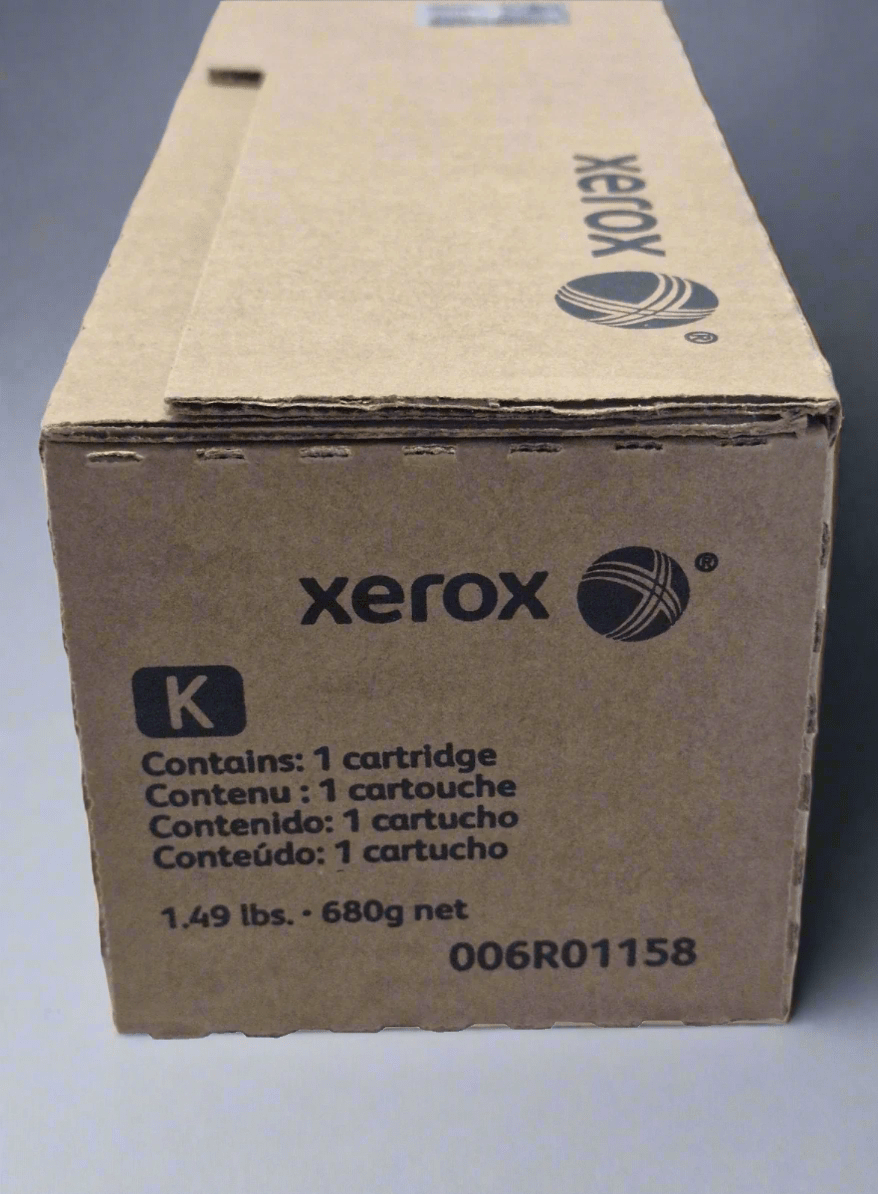 xerox ®
xerox ®
K
Contains: 1 cartridge
Contenu : 1 cartouche
Contenido: 1 cartucho
Conteúdo: 1 cartucho
1.49 lbs. · 680g net
006R01158